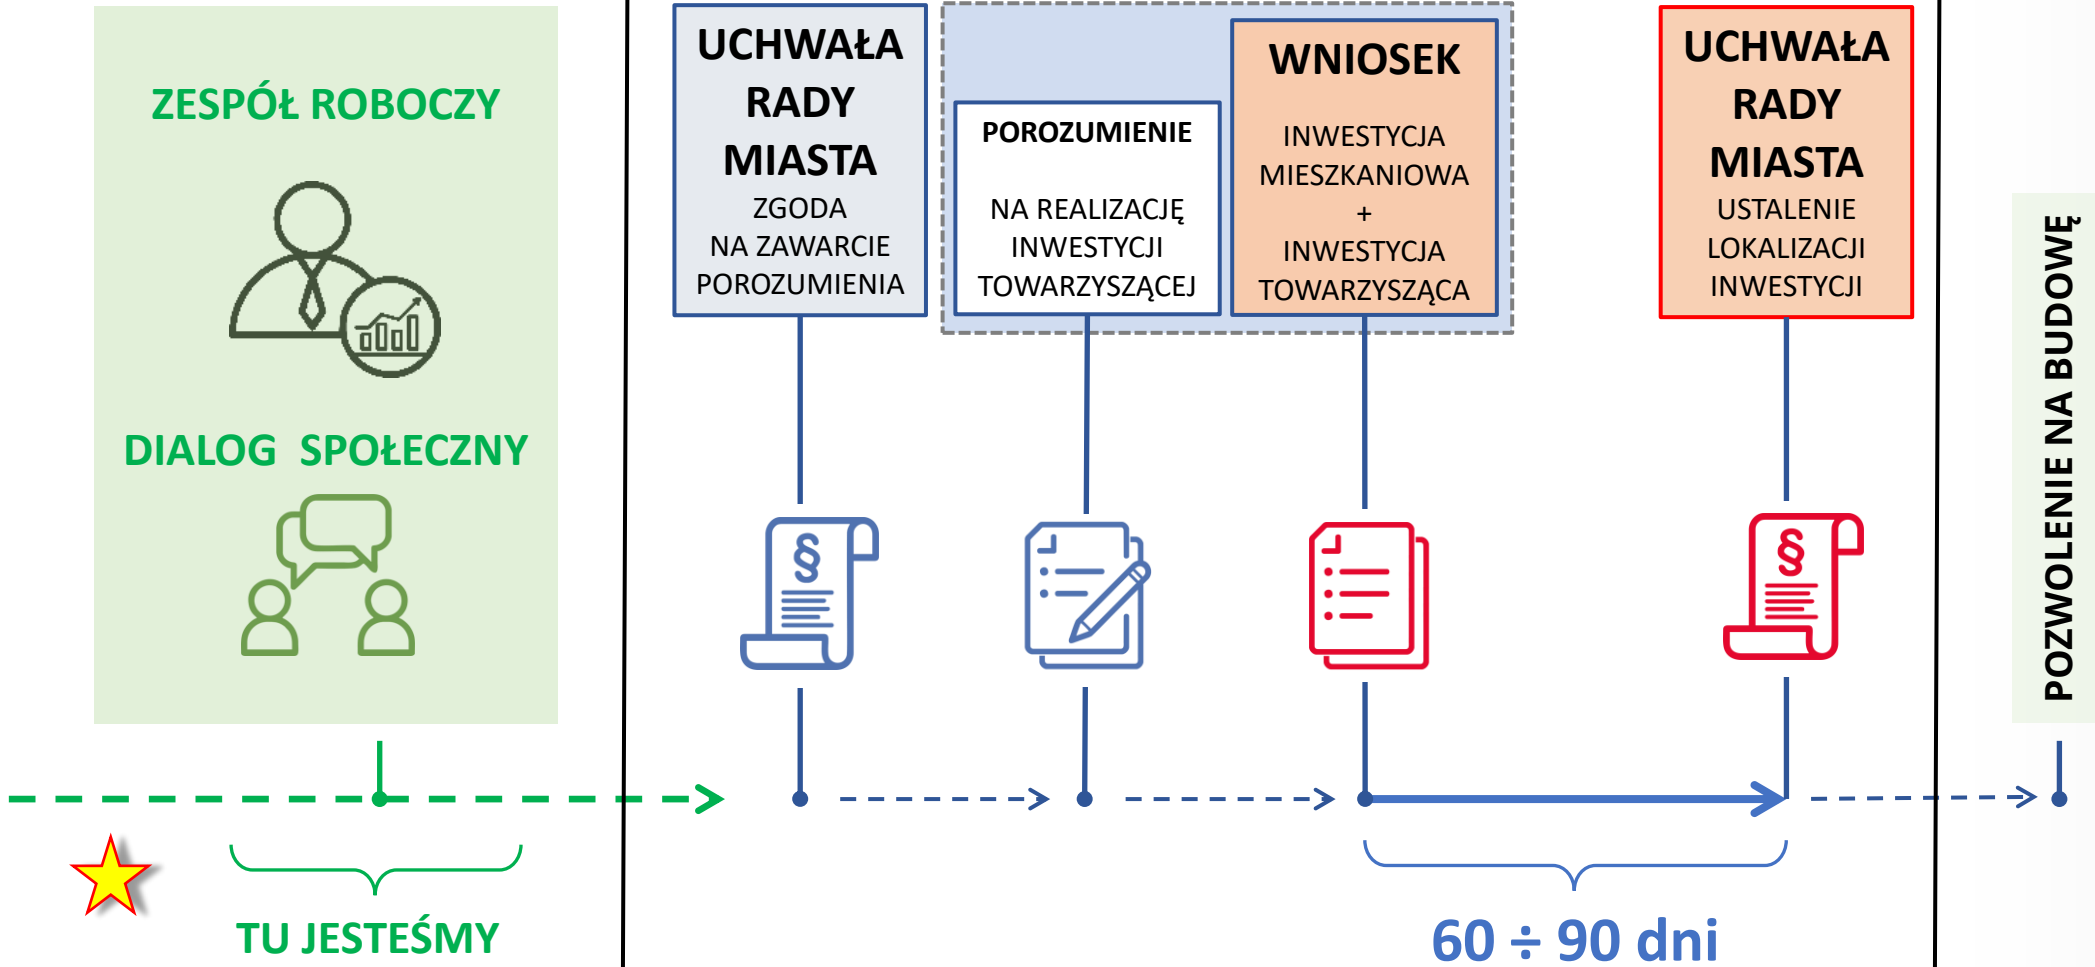 ZESPÓŁ ROBOCZY
DIALOG SPOŁECZNY
UCHWAŁA
RADY
MIASTA
ZGODA
NA ZAWARCIE
POROZUMIENIA
§
POROZUMIENIE
NA REALIZACJĘ
INWESTYCJI
TOWARZYSZĄCEJ
WNIOSEK
INWESTYCJA
MIESZKANIOWA
+
INWESTYCJA
TOWARZYSZĄCA
UCHWAŁA
RADY
MIASTA
USTALENIE
LOKALIZACJI
INWESTYCJI
§
POZWOLENIE NA BUDOWĘ
TU JESTEŚMY
60 ÷ 90 dni